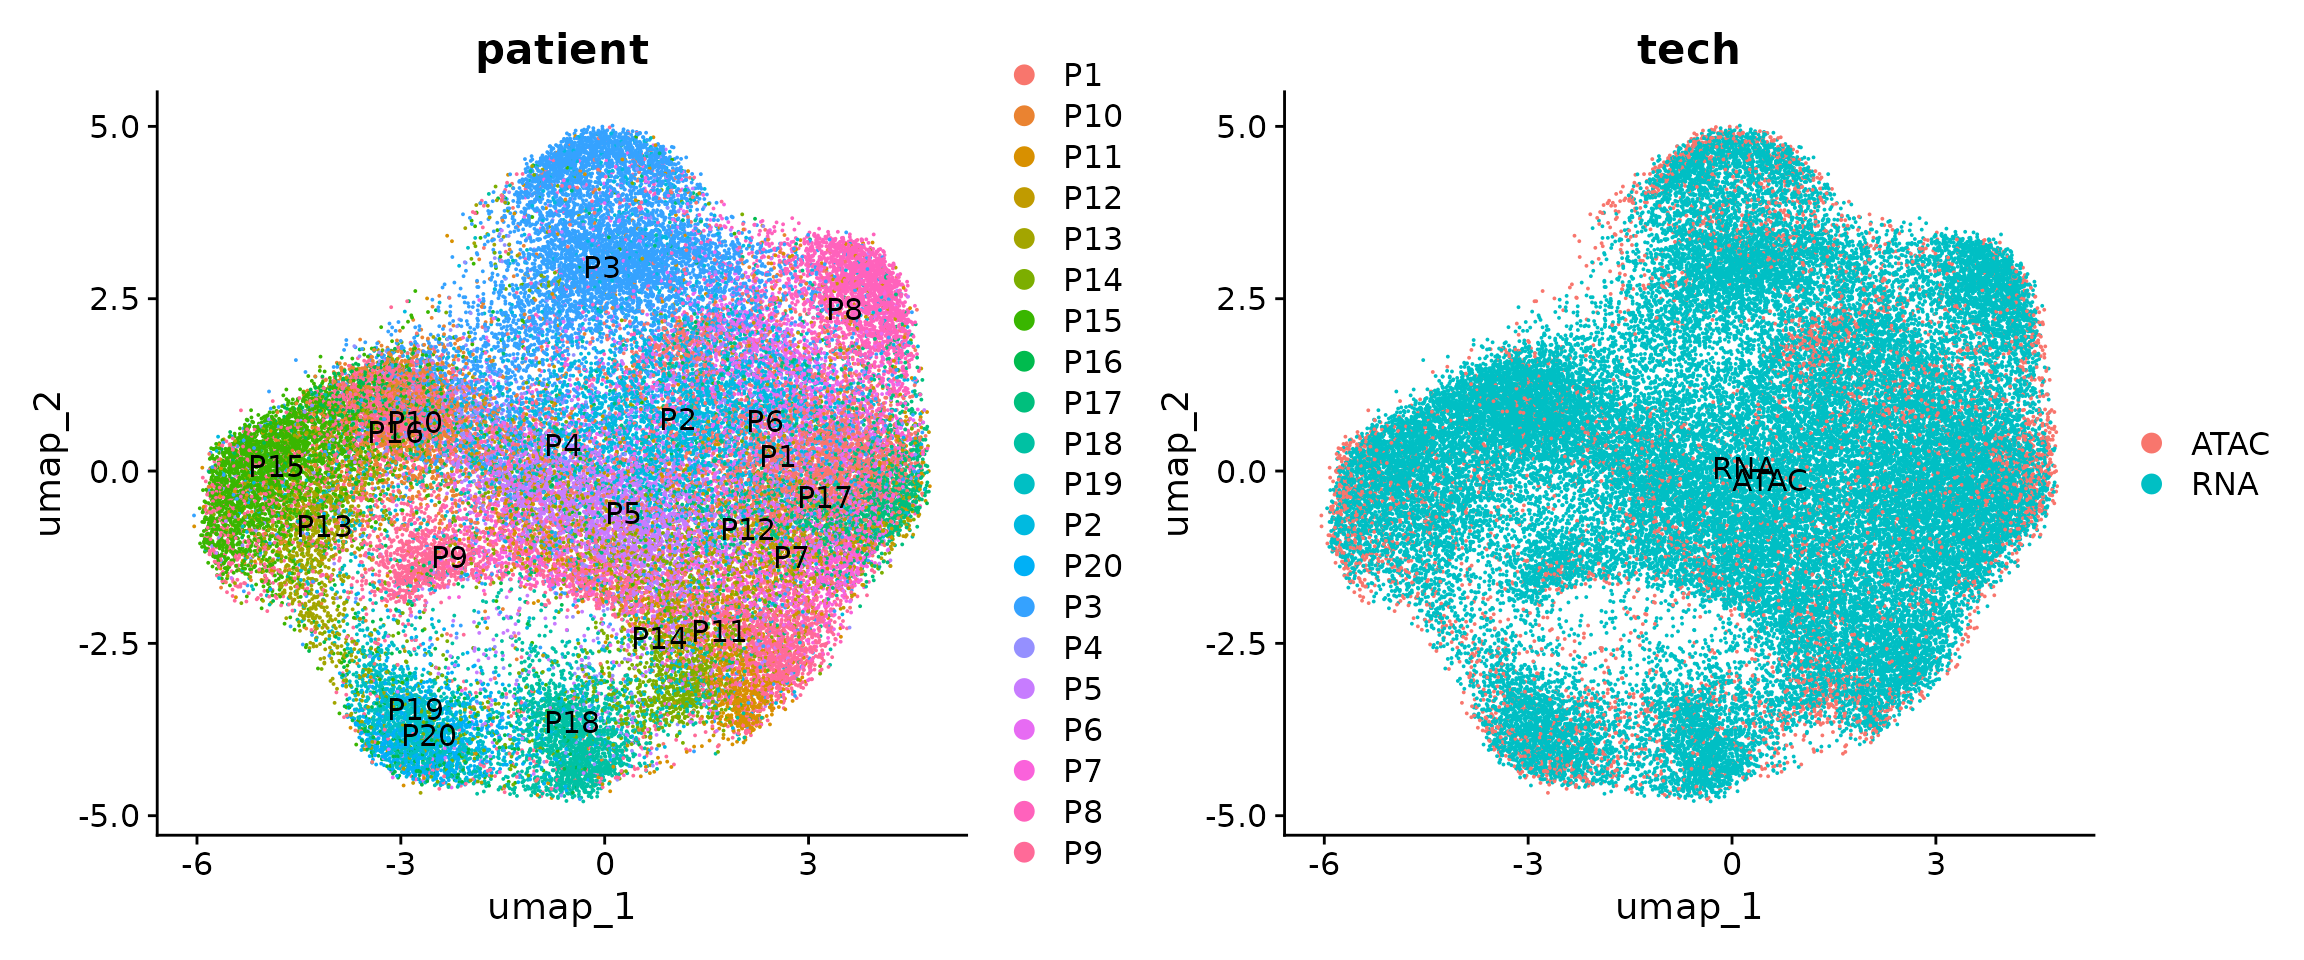 patient
5.0
2.5
0.0
-2.5
-5.0
umap_2
-6
-3
0
3
umap_1
P3
P8
P10
P16
P2
P6
P4
P1
P15
P17
P5
P13
P12
P9
P7
P14
P11
P19
P18
P20
P1
P10
P11
P12
P13
P14
P15
P16
P17
P18
P19
P2
P20
P3
P4
P5
P6
P7
P8
P9
tech
5.0
2.5
0.0
-2.5
-5.0
umap_2
-6
-3
0
3
umap_1
RNA
ATAC
ATAC
RNA